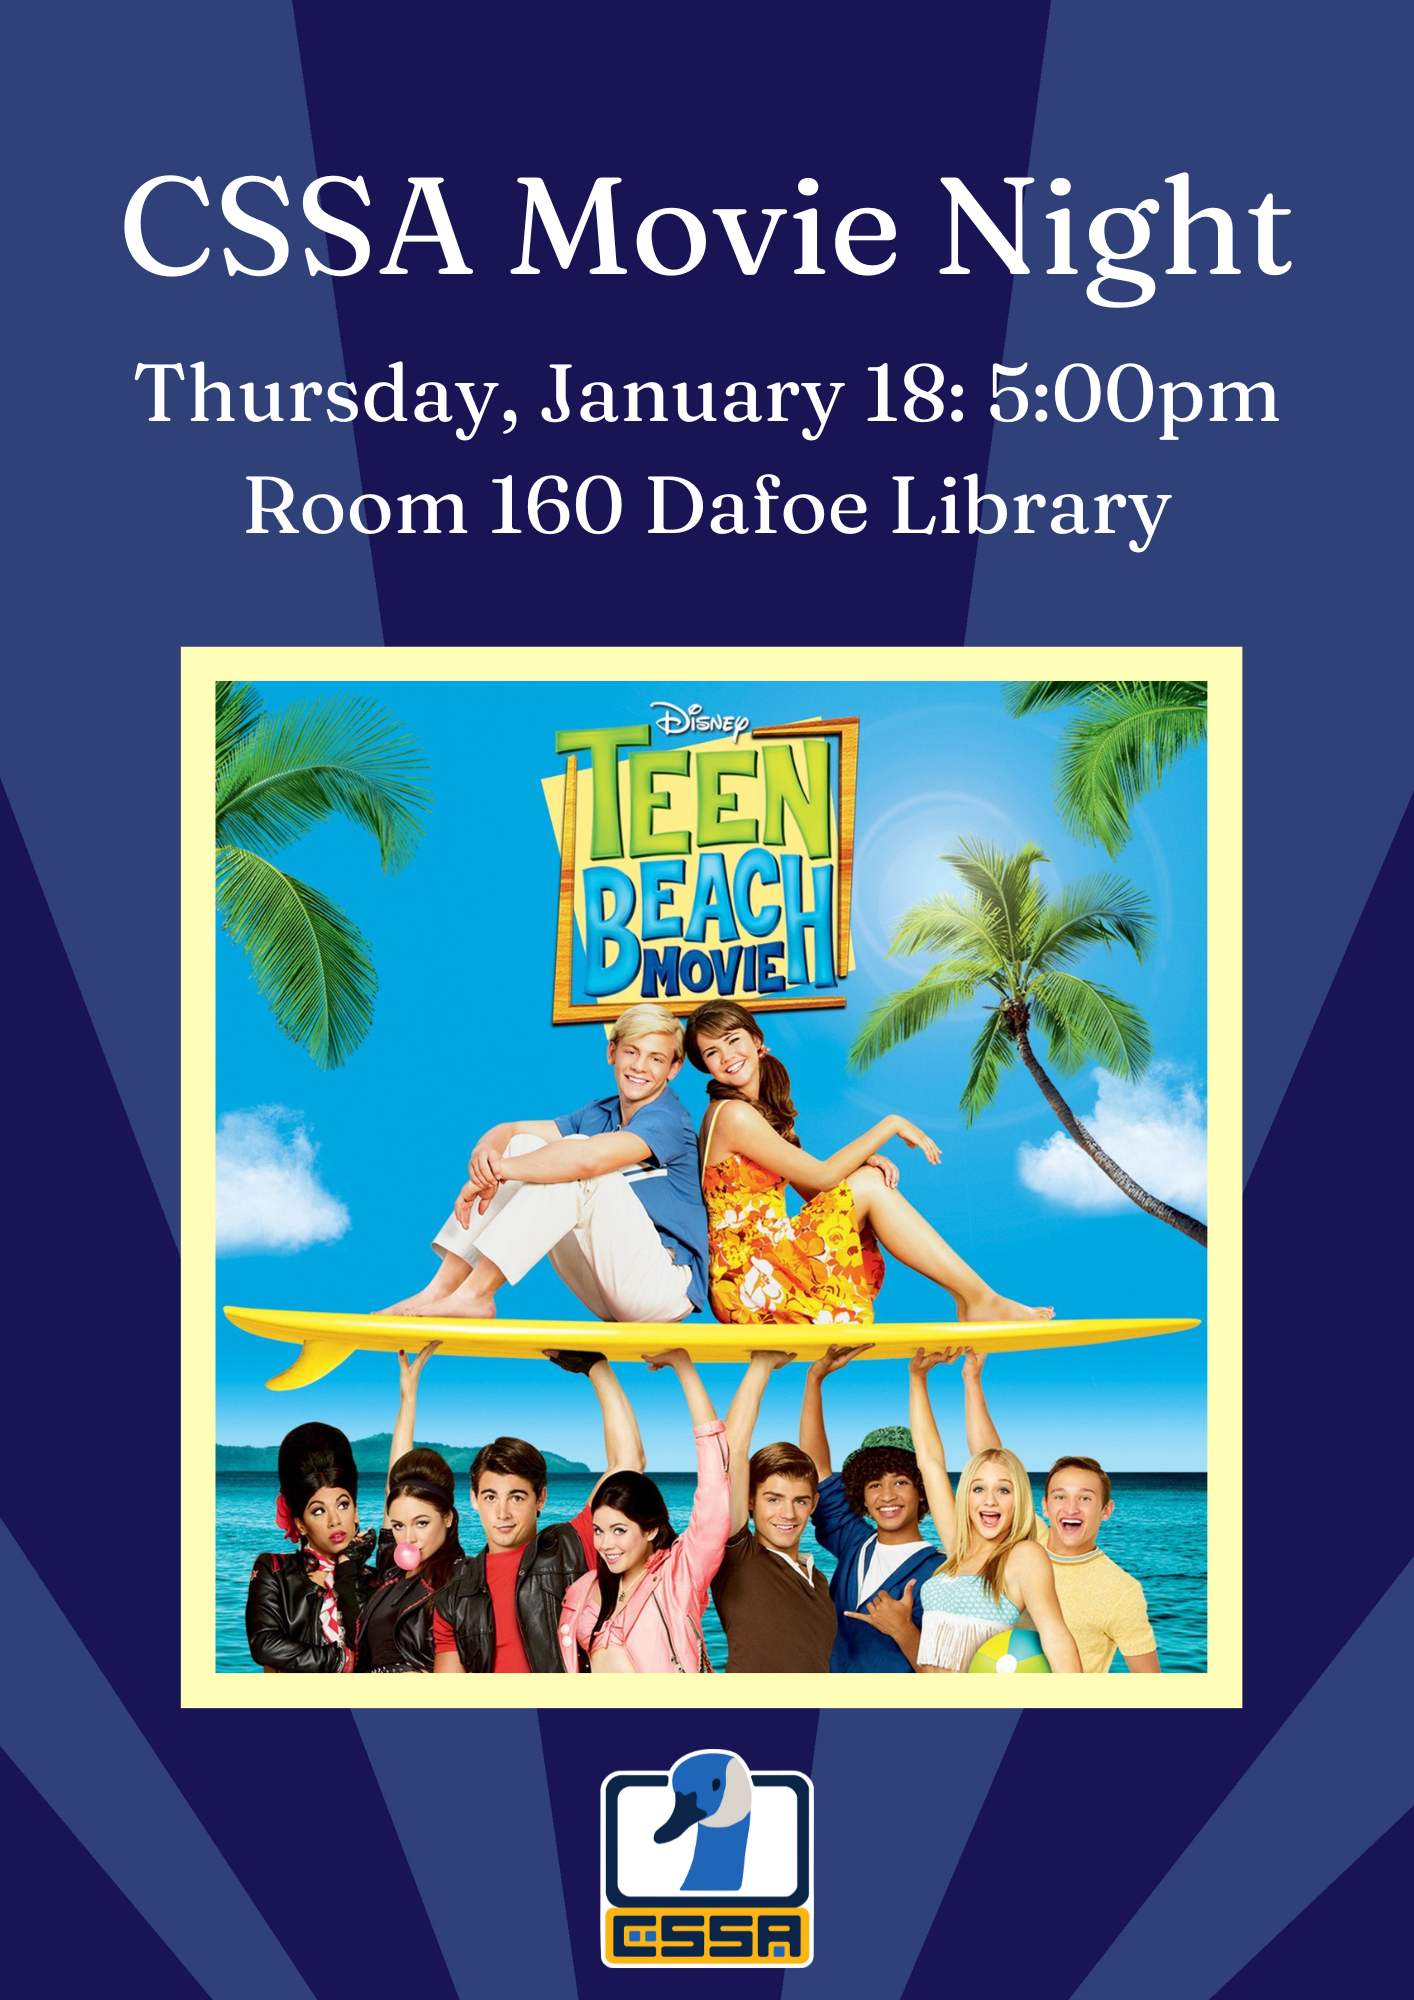 CSSA Movie Night
Thursday, January 18: 5:00pm
Room 160 Dafoe Library
Disney
TEEN
BEACH
MOVIE
CSSA